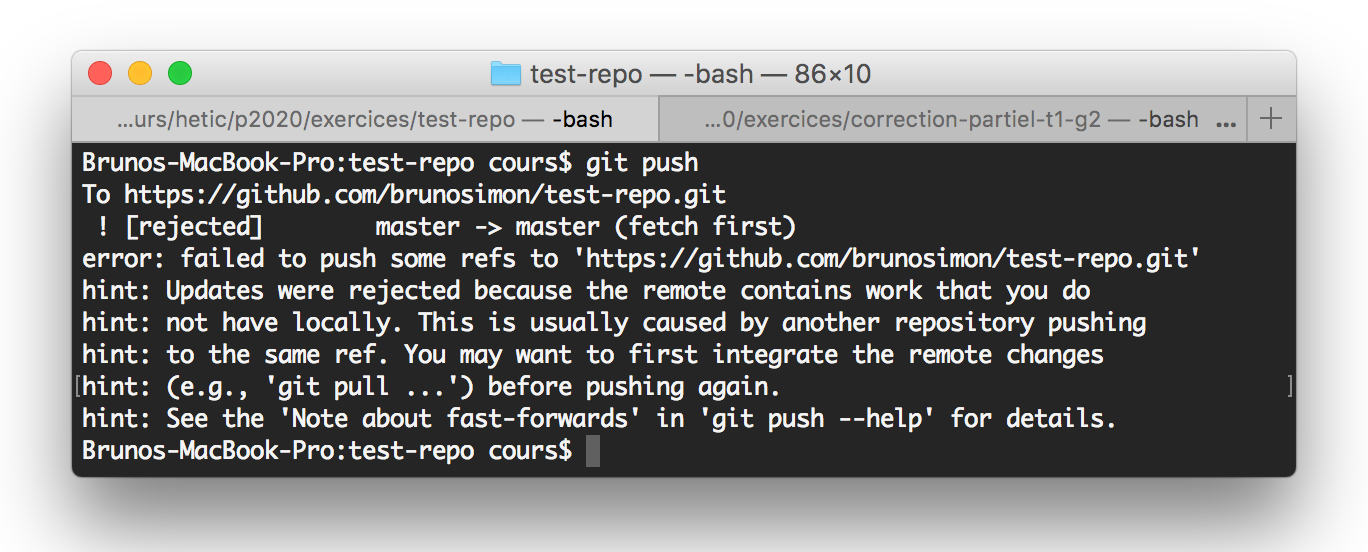 test-repo — -bash — 86×10
...urs/hetic/p2020/exercices/test-repo — -bash
...0/exercices/correction-partiel-t1-g2 — -bash ...
Brunos-MacBook-Pro:test-repo cours$ git push
To https://github.com/brunosimon/test-repo.git
 ! [rejected]        master -> master (fetch first)
error: failed to push some refs to 'https://github.com/brunosimon/test-repo.git'
hint: Updates were rejected because the remote contains work that you do
hint: not have locally. This is usually caused by another repository pushing
hint: to the same ref. You may want to first integrate the remote changes
[hint: (e.g., 'git pull ...') before pushing again. ]
hint: See the 'Note about fast-forwards' in 'git push --help' for details.
Brunos-MacBook-Pro:test-repo cours$